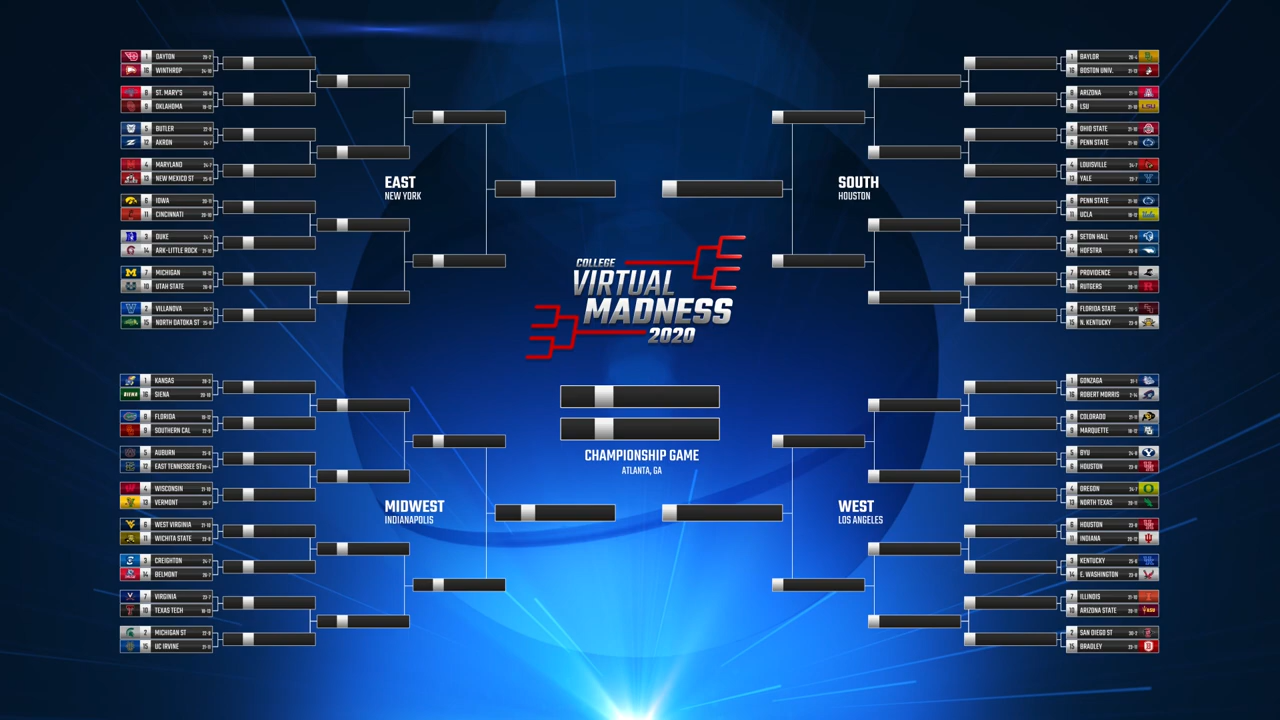 1 DAYTON
16 WINTHROP
8 ST. MARY'S
9 OKLAHOMA
5 BUTLER
12 AKRON
4 MARYLAND
13 NEW MEXICO ST
6 IOWA
11 CINCINNATI
3 DUKE
14 ARK-LITTLE ROCK
7 MICHIGAN
10 UTAH STATE
2 VILLANOVA
15 NORTH DATOKA ST
EAST
NEW YORK
1 KANSAS
SIENA 16 SIENA
8 FLORIDA
9 SOUTHERN CAL
5 AUBURN
12 EAST TENNESSEE ST
4 WISCONSIN
13 VERMONT
6 WEST VIRGINIA
11 WICHITA STATE
3 CREIGHTON
14 BELMONT
7 VIRGINIA
10 TEXAS TECH
2 MICHIGAN ST
15 UC IRVINE
MIDWEST
INDIANAPOLIS
COLLEGE
VIRTUAL
MADNESS
2020
CHAMPIONSHIP GAME
ATLANTA, GA
1 BAYLOR
16 BOSTON UNIV.
8 ARIZONA
9 LSU LSU
5 OHIO STATE
6 PENN STATE
4 LOUISVILLE
13 YALE
6 PENN STATE
11 UCLA
3 SETON HALL
14 HOFSTRA
7 PROVIDENCE
10 RUTGERS
2 FLORIDA STATE
15 N. KENTUCKY
SOUTH
HOUSTON
1 GONZAGA
16 ROBERT MORRIS
8 COLORADO
9 MARQUETTE
5 BYU
6 HOUSTON
4 OREGON
13 NORTH TEXAS
6 HOUSTON
11 INDIANA
3 KENTUCKY
14 E. WASHINGTON
7 ILLINOIS
10 ARIZONA STATE
2 SAN DIEGO ST
15 BRADLEY
WEST
LOS ANGELES